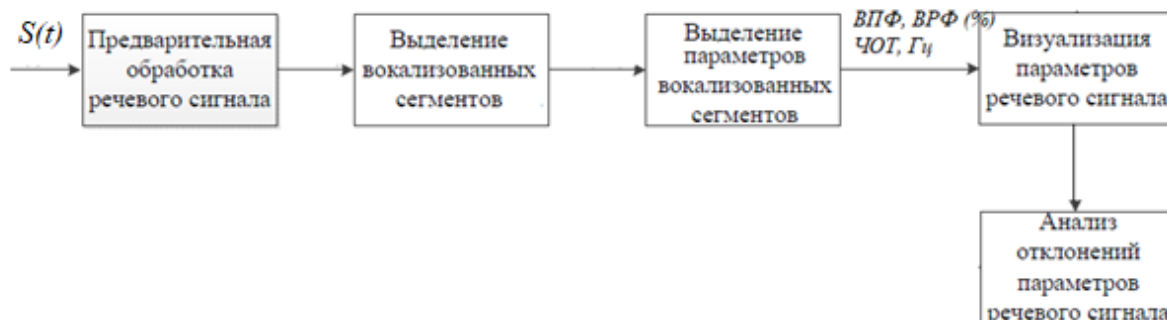 S(t)
Предварительная
обработка
речевого сигнала
Выделение
вокализованных
сегментов
Выделение
параметров
вокализованных
сегментов
ВПФ, ВРФ (%)
ЧОТ, Гц
Визуализация
параметров
речевого сигнала
Анализ
отклонений
параметров
речевого сигнала